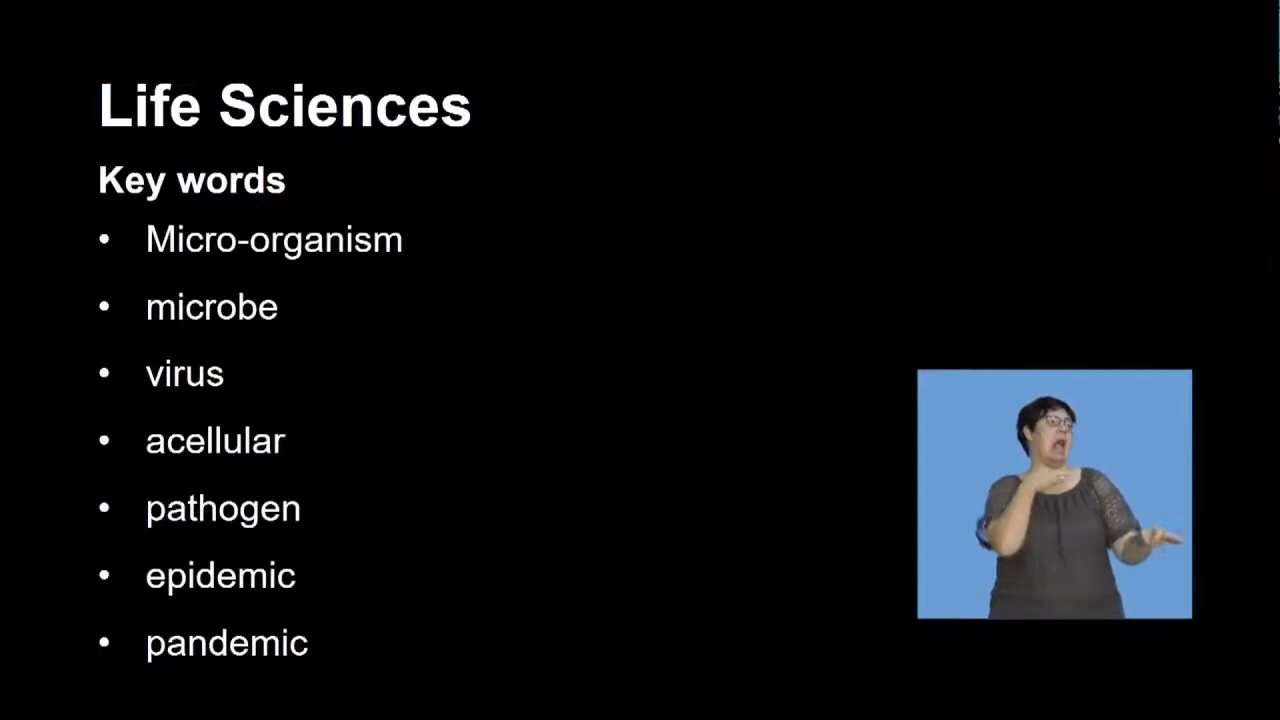 Life Sciences
Key words
• Micro-organism
• microbe
• virus
• acellular
• pathogen
• epidemic
• pandemic